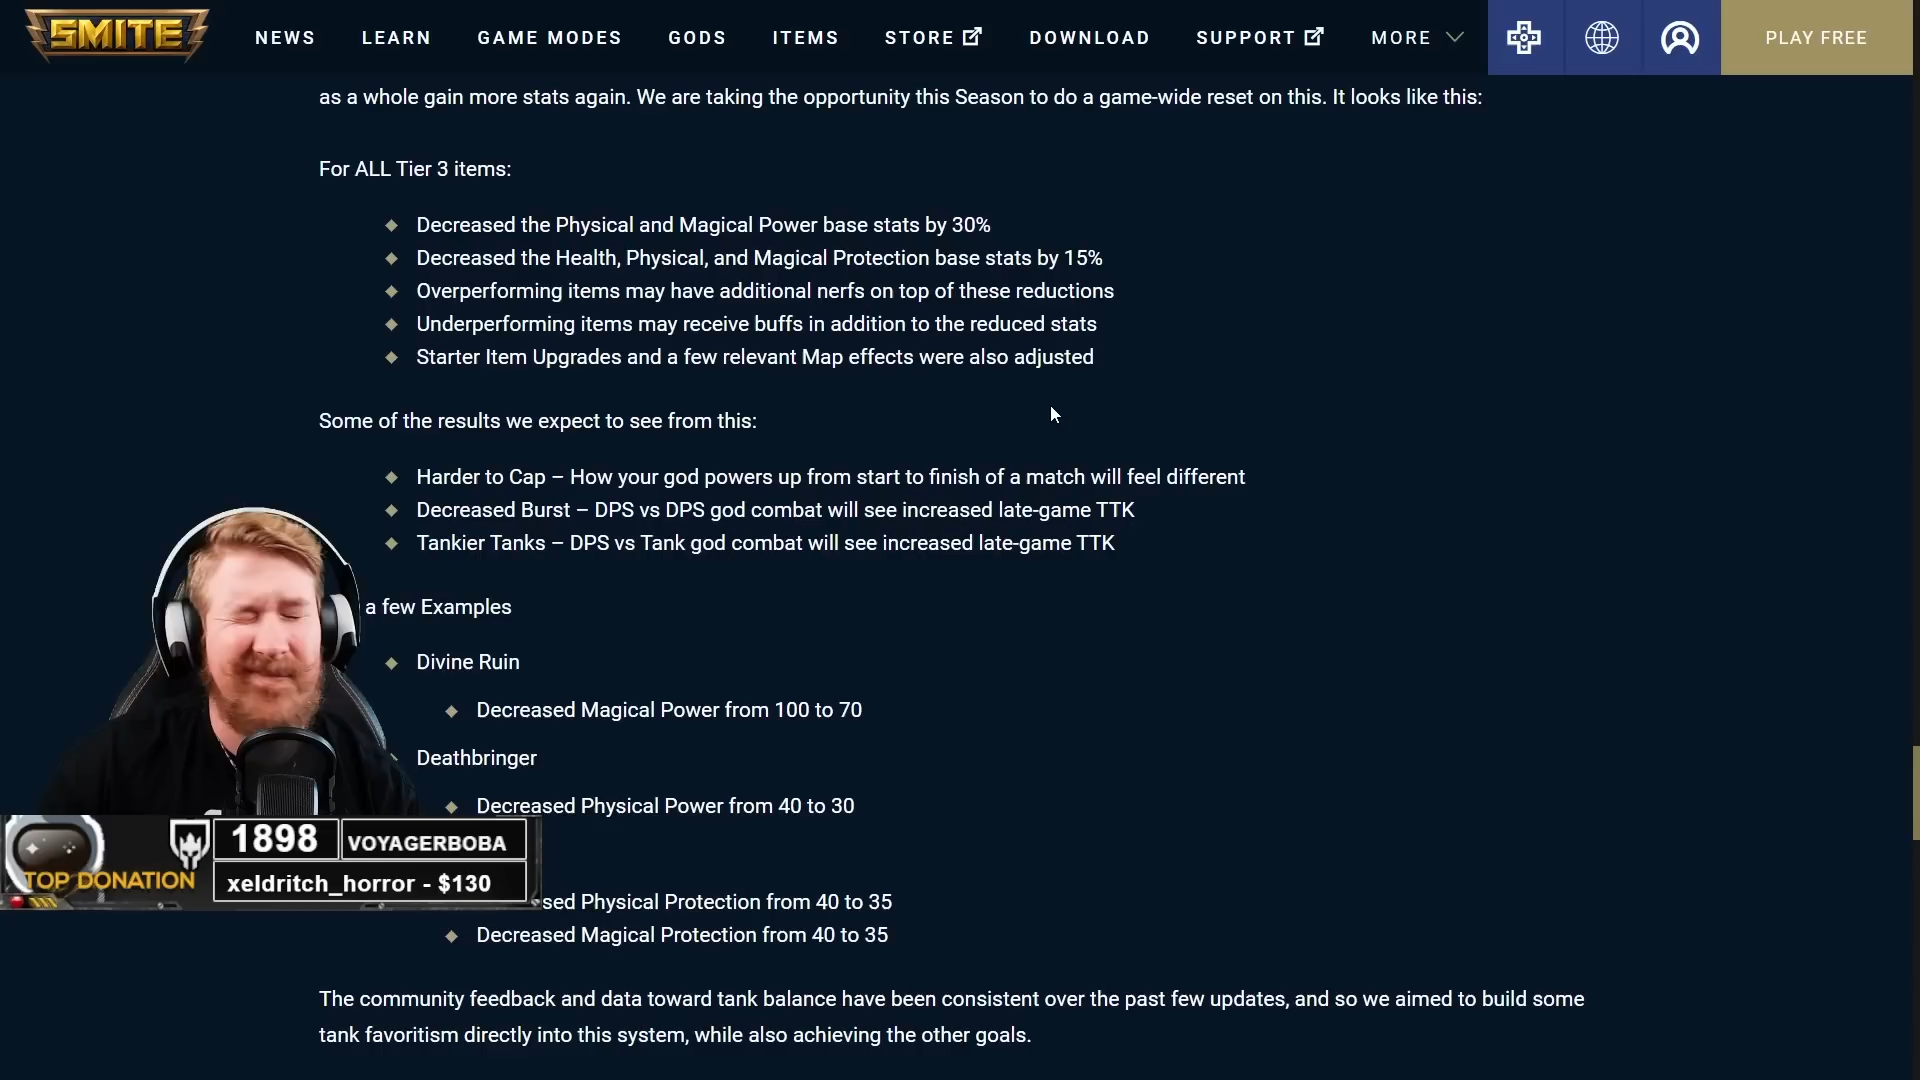 SMITE
NEWS LEARN GAME MODES GODS ITEMS STORE DOWNLOAD SUPPORT MORE PLAY FREE
as a whole gain more stats again. We are taking the opportunity this Season to do a game-wide reset on this. It looks like this:
For ALL Tier 3 items:
Decreased the Physical and Magical Power base stats by 30%
Decreased the Health, Physical, and Magical Protection base stats by 15%
Overperforming items may have additional nerfs on top of these reductions
Underperforming items may receive buffs in addition to the reduced stats
Starter Item Upgrades and a few relevant Map effects were also adjusted
Some of the results we expect to see from this:
Harder to Cap – How your god powers up from start to finish of a match will feel different
Decreased Burst – DPS vs DPS god combat will see increased late-game TTK
Tankier Tanks – DPS vs Tank god combat will see increased late-game TTK
a few Examples
Divine Ruin
Decreased Magical Power from 100 to 70
Deathbringer
Decreased Physical Power from 40 to 30
1898 VOYAGERBOBA
TOP DONATION xeldritch_horror - $130
sed Physical Protection from 40 to 35
Decreased Magical Protection from 40 to 35
The community feedback and data toward tank balance have been consistent over the past few updates, and so we aimed to build some
tank favoritism directly into this system, while also achieving the other goals.